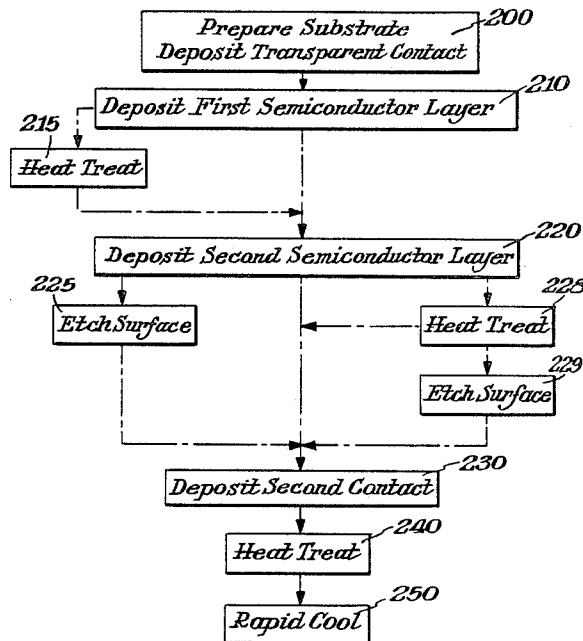 200
Prepare Substrate
Deposit Transparent Contact
210
Deposit First Semiconductor Layer
215
Heat Treat
220
Deposit Second Semiconductor Layer
225
Etch Surface
228
Heat Treat
229
Etch Surface
230
Deposit Second Contact
240
Heat Treat
250
Rapid Cool